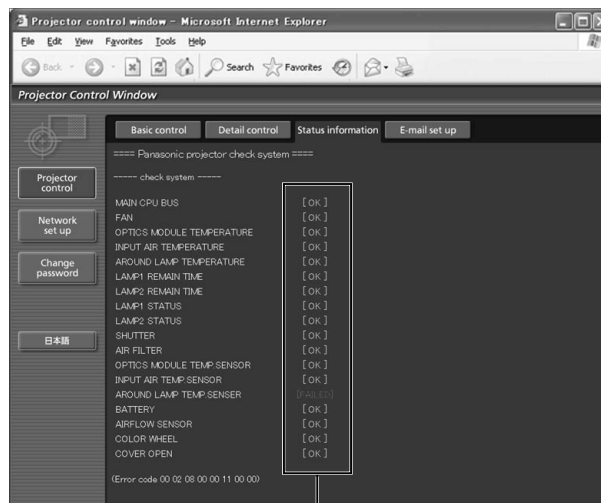 Projector control window – Microsoft Internet Explorer
File Edit View Favorites Tools Help
Back Search Favorites
Projector Control Window
Basic control Detail control Status information E-mail set up
==== Panasonic projector check system ====
Projector control
----- check system -----
Network set up
Change password
日本語
MAIN CPU BUS [ OK ]
FAN [ OK ]
OPTICS MODULE TEMPERATURE [ OK ]
INPUT AIR TEMPERATURE [ OK ]
AROUND LAMP TEMPERATURE [ OK ]
LAMP1 REMAIN TIME [ OK ]
LAMP2 REMAIN TIME [ OK ]
LAMP1 STATUS [ OK ]
LAMP2 STATUS [ OK ]
SHUTTER [ OK ]
AIR FILTER [ OK ]
OPTICS MODULE TEMP.SENSOR [ OK ]
INPUT AIR TEMP.SENSOR [ OK ]
AROUND LAMP TEMP.SENSER [FAILED]
BATTERY [ OK ]
AIRFLOW SENSOR [ OK ]
COLOR WHEEL [ OK ]
COVER OPEN [ OK ]
(Error code 00 02 08 00 00 11 00 00)